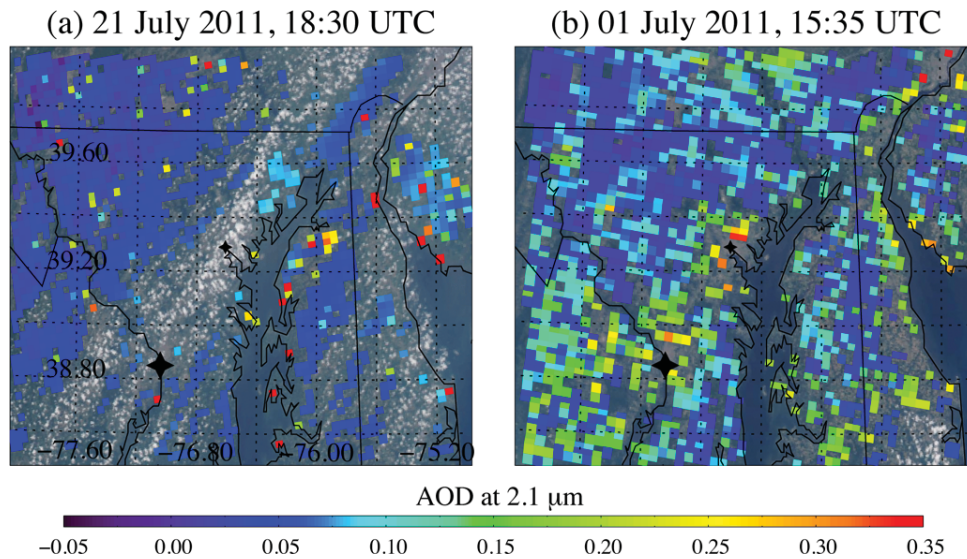 (a) 21 July 2011, 18:30 UTC
(b) 01 July 2011, 15:35 UTC
39.60
39.20
38.80
−77.60 −76.80 −76.00 −75.20
AOD at 2.1 μm
−0.05 0.00 0.05 0.10 0.15 0.20 0.25 0.30 0.35